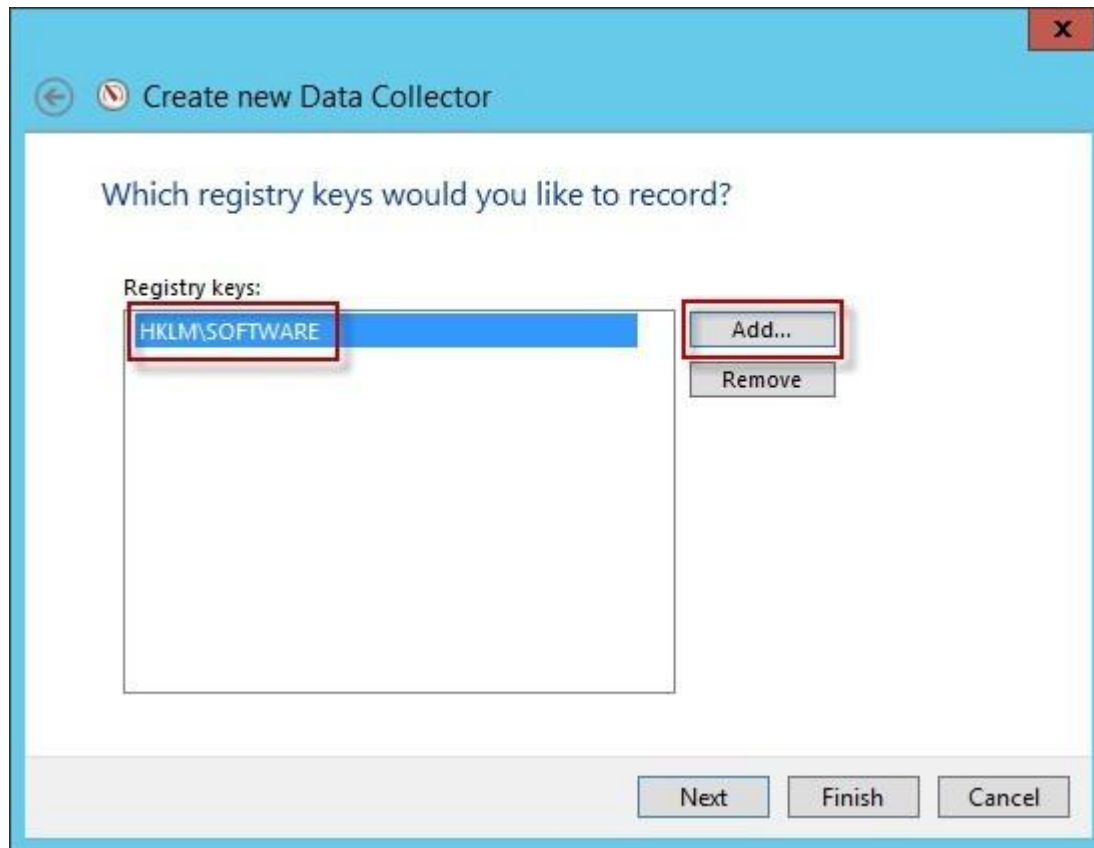 x
Create new Data Collector
Which registry keys would you like to record?
Registry keys:
HKLM\SOFTWARE
Add...
Remove
Next
Finish
Cancel